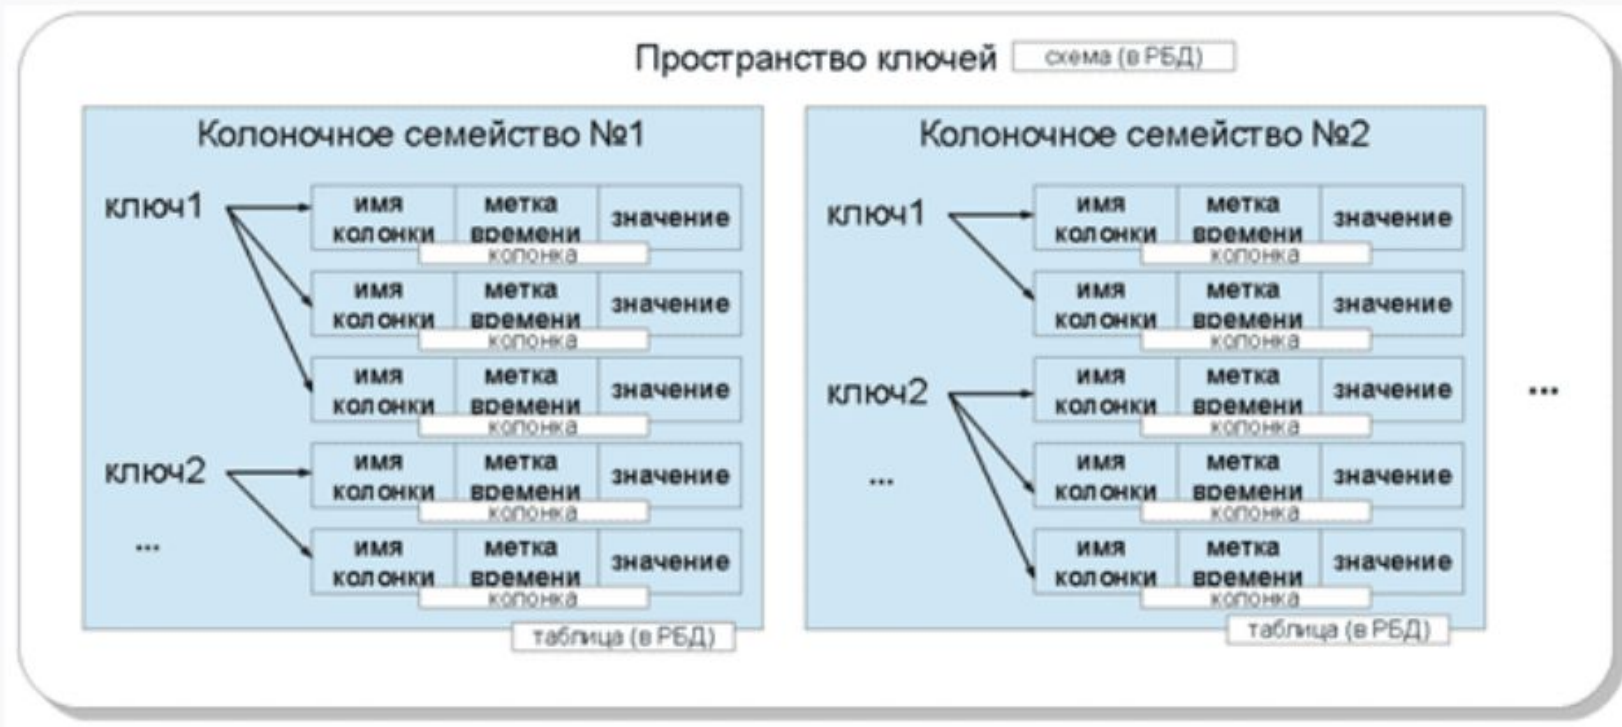 Пространство ключей схема (в РБД)
Колоночное семейство №1
ключ1
имя колонки метка времени значение
колонка
имя колонки метка времени значение
колонка
имя колонки метка времени значение
колонка
ключ2
имя колонки метка времени значение
колонка
...
имя колонки метка времени значение
колонка
таблица (в РБД)
Колоночное семейство №2
ключ1
имя колонки метка времени значение
колонка
имя колонки метка времени значение
колонка
ключ2
имя колонки метка времени значение
колонка
...
имя колонки метка времени значение
колонка
имя колонки метка времени значение
колонка
таблица (в РБД)
...